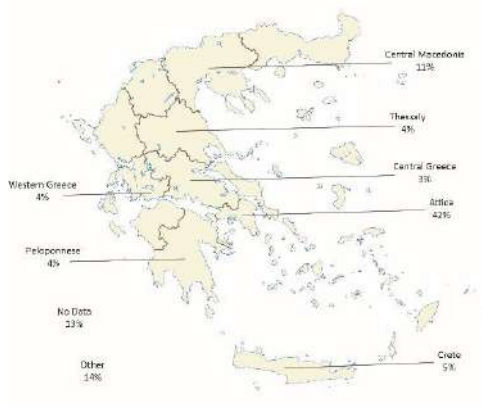 Central Macedonia
11%
Thessaly
4%
Central Greece
3%
Western Greece
4%
Attica
42%
Peloponnese
4%
No Data
13%
Other
14%
Crete
5%